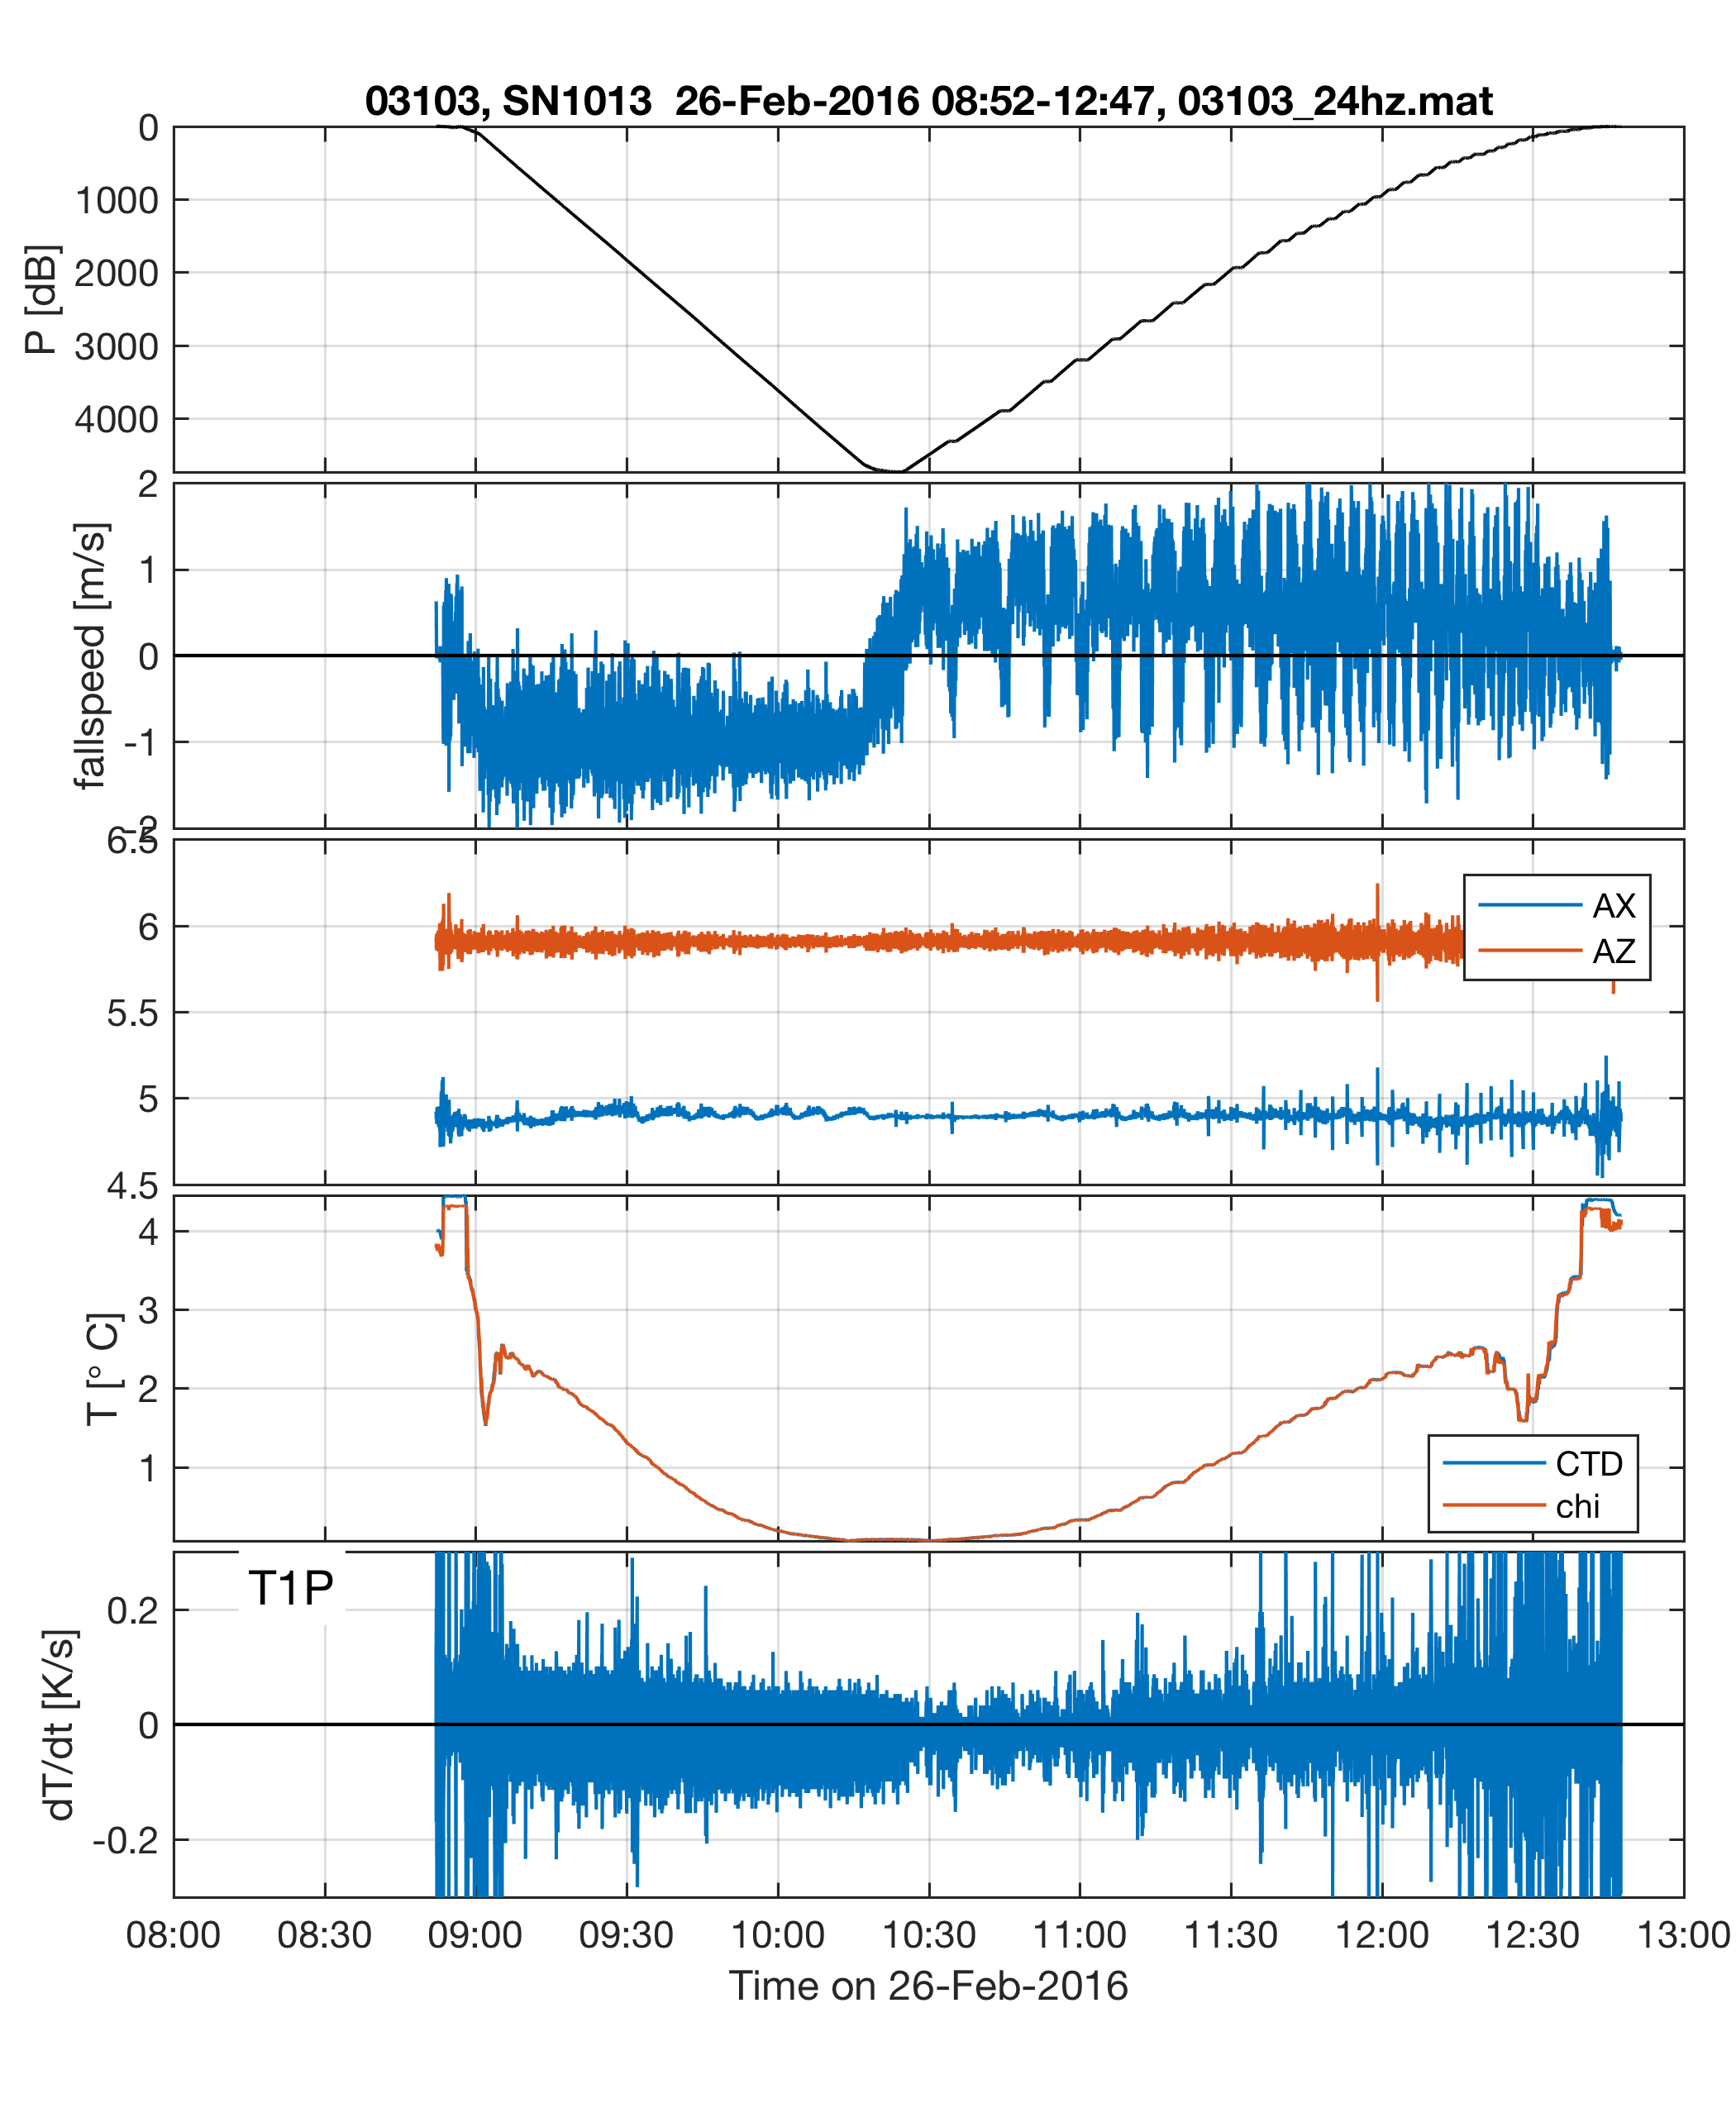 03103, SN1013  26-Feb-2016 08:52-12:47, 03103_24hz.mat
0
1000
2000
3000
4000
P [dB]
2
1
0
-1
-2
fallspeed [m/s]
6.5
6
5.5
5
4.5
AX
AZ
4
3
2
1
T [° C]
CTD
chi
T1P
0.2
0
-0.2
dT/dt [K/s]
08:00 08:30 09:00 09:30 10:00 10:30 11:00 11:30 12:00 12:30 13:00
Time on 26-Feb-2016